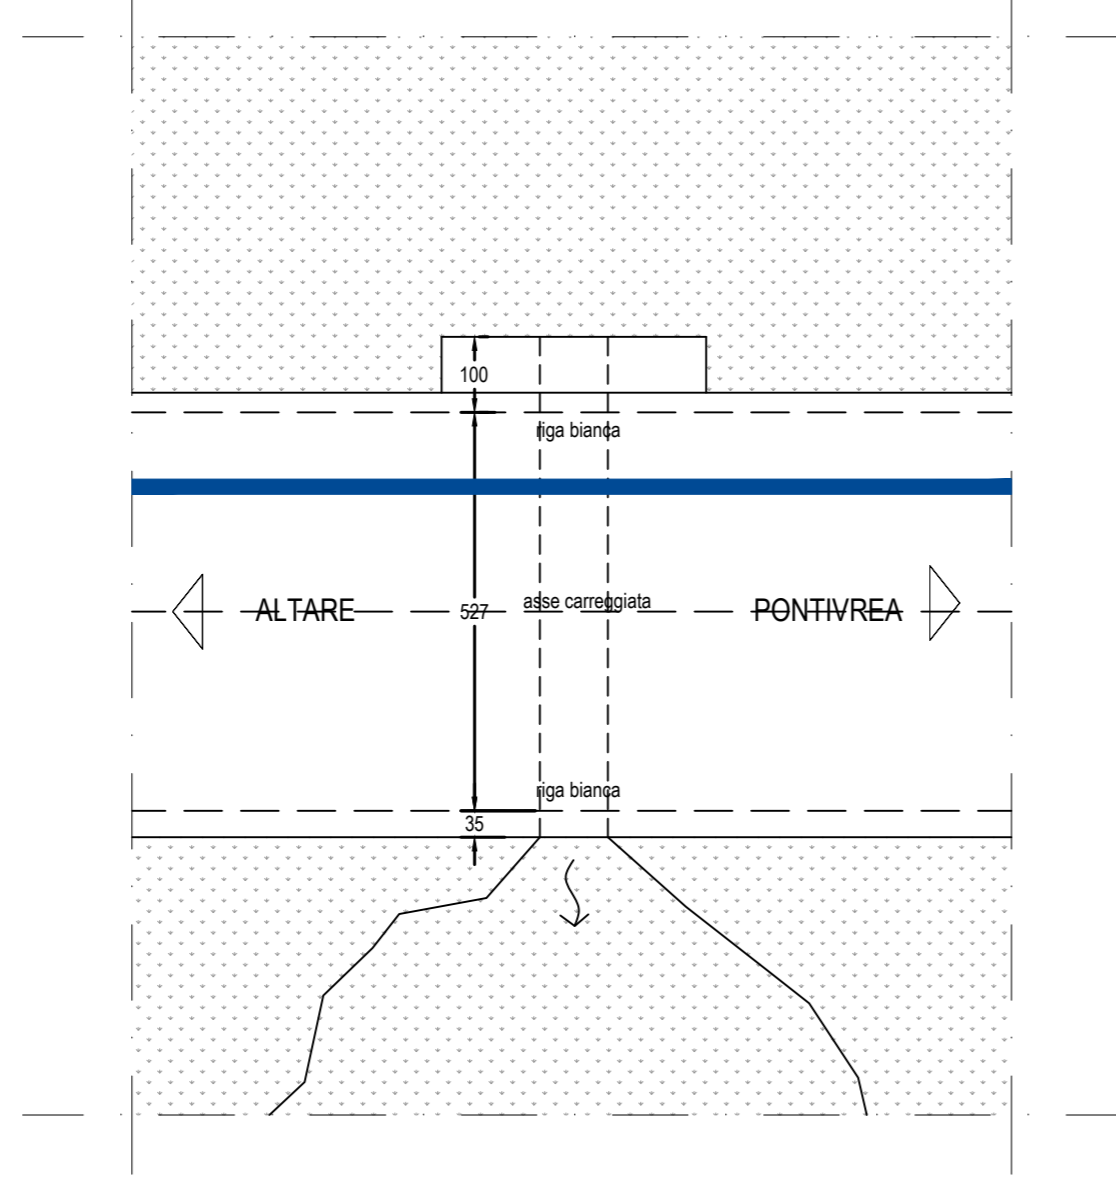 100
riga bianca
asse carreggiata
ALTARE
527
PONTIVREA
riga bianca
35